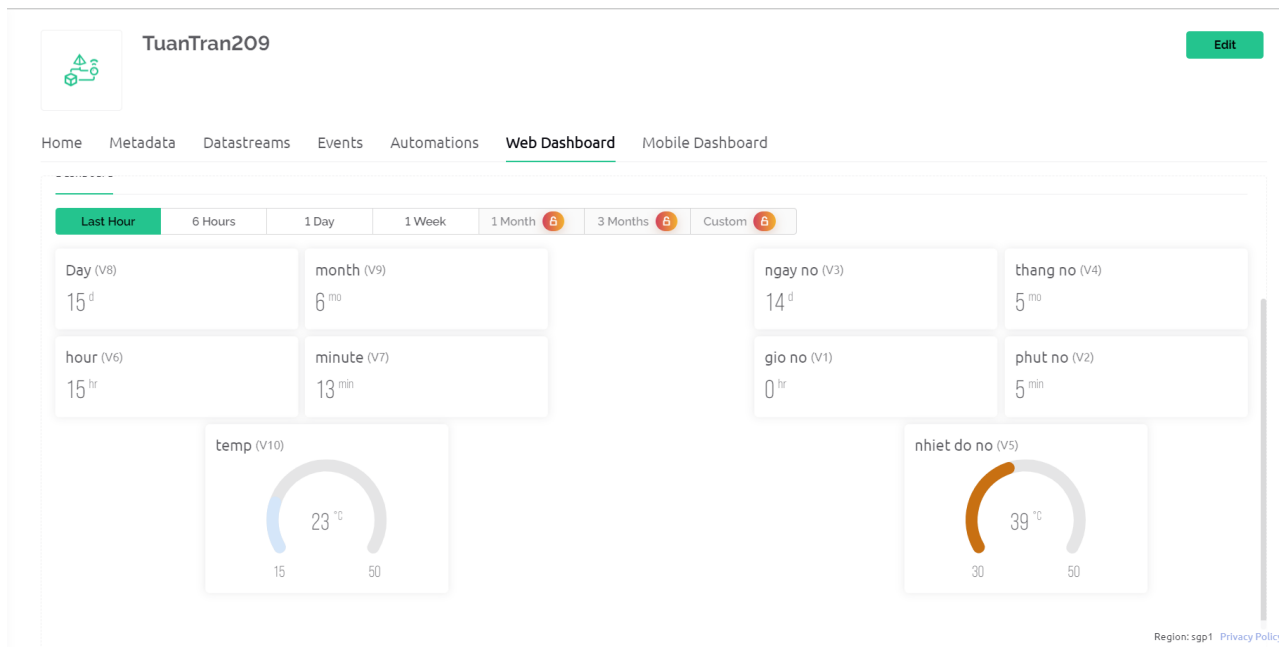 TuanTran209
Edit
Home Metadata Datastreams Events Automations Web Dashboard Mobile Dashboard
Last Hour 6 Hours 1 Day 1 Week 1 Month 3 Months Custom
Day (V8) month (V9) ngay no (V3) thang no (V4)
15 d 6 mo 14 d 5 mo
hour (V6) minute (V7) gio no (V1) phut no (V2)
15 hr 13 min 0 hr 5 min
temp (V10) nhiet do no (V5)
23 °C 39 °C
15 50 30 50
Region: sgp1 Privacy Policy